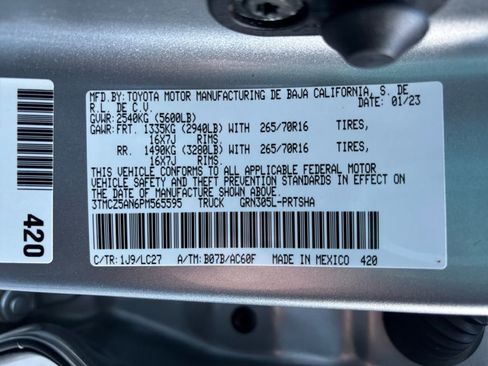 MFD.BY:TOYOTA MOTOR MANUFACTURING DE BAJA CALIFORNIA, S. DE
R.L. DE C.V. DATE: 01/23
GVWR: 2540KG (5600LB)
GAWR: FRT. 1335KG (2940LB) WITH 265/70R16 TIRES,
16X7J RIMS,
RR. 1490KG (3280LB) WITH 265/70R16 TIRES,
16X7J RIMS.
THIS VEHICLE CONFORMS TO ALL APPLICABLE FEDERAL MOTOR
VEHICLE SAFETY AND THEFT PREVENTION STANDARDS IN EFFECT ON
THE DATE OF MANUFACTURE SHOWN ABOVE.
3TMCZ5AN6PM565595 TRUCK GRN305L-PRTSHA
C/TR: 1J9/LC27 A/TM: B07B/AC60F MADE IN MEXICO 420
420